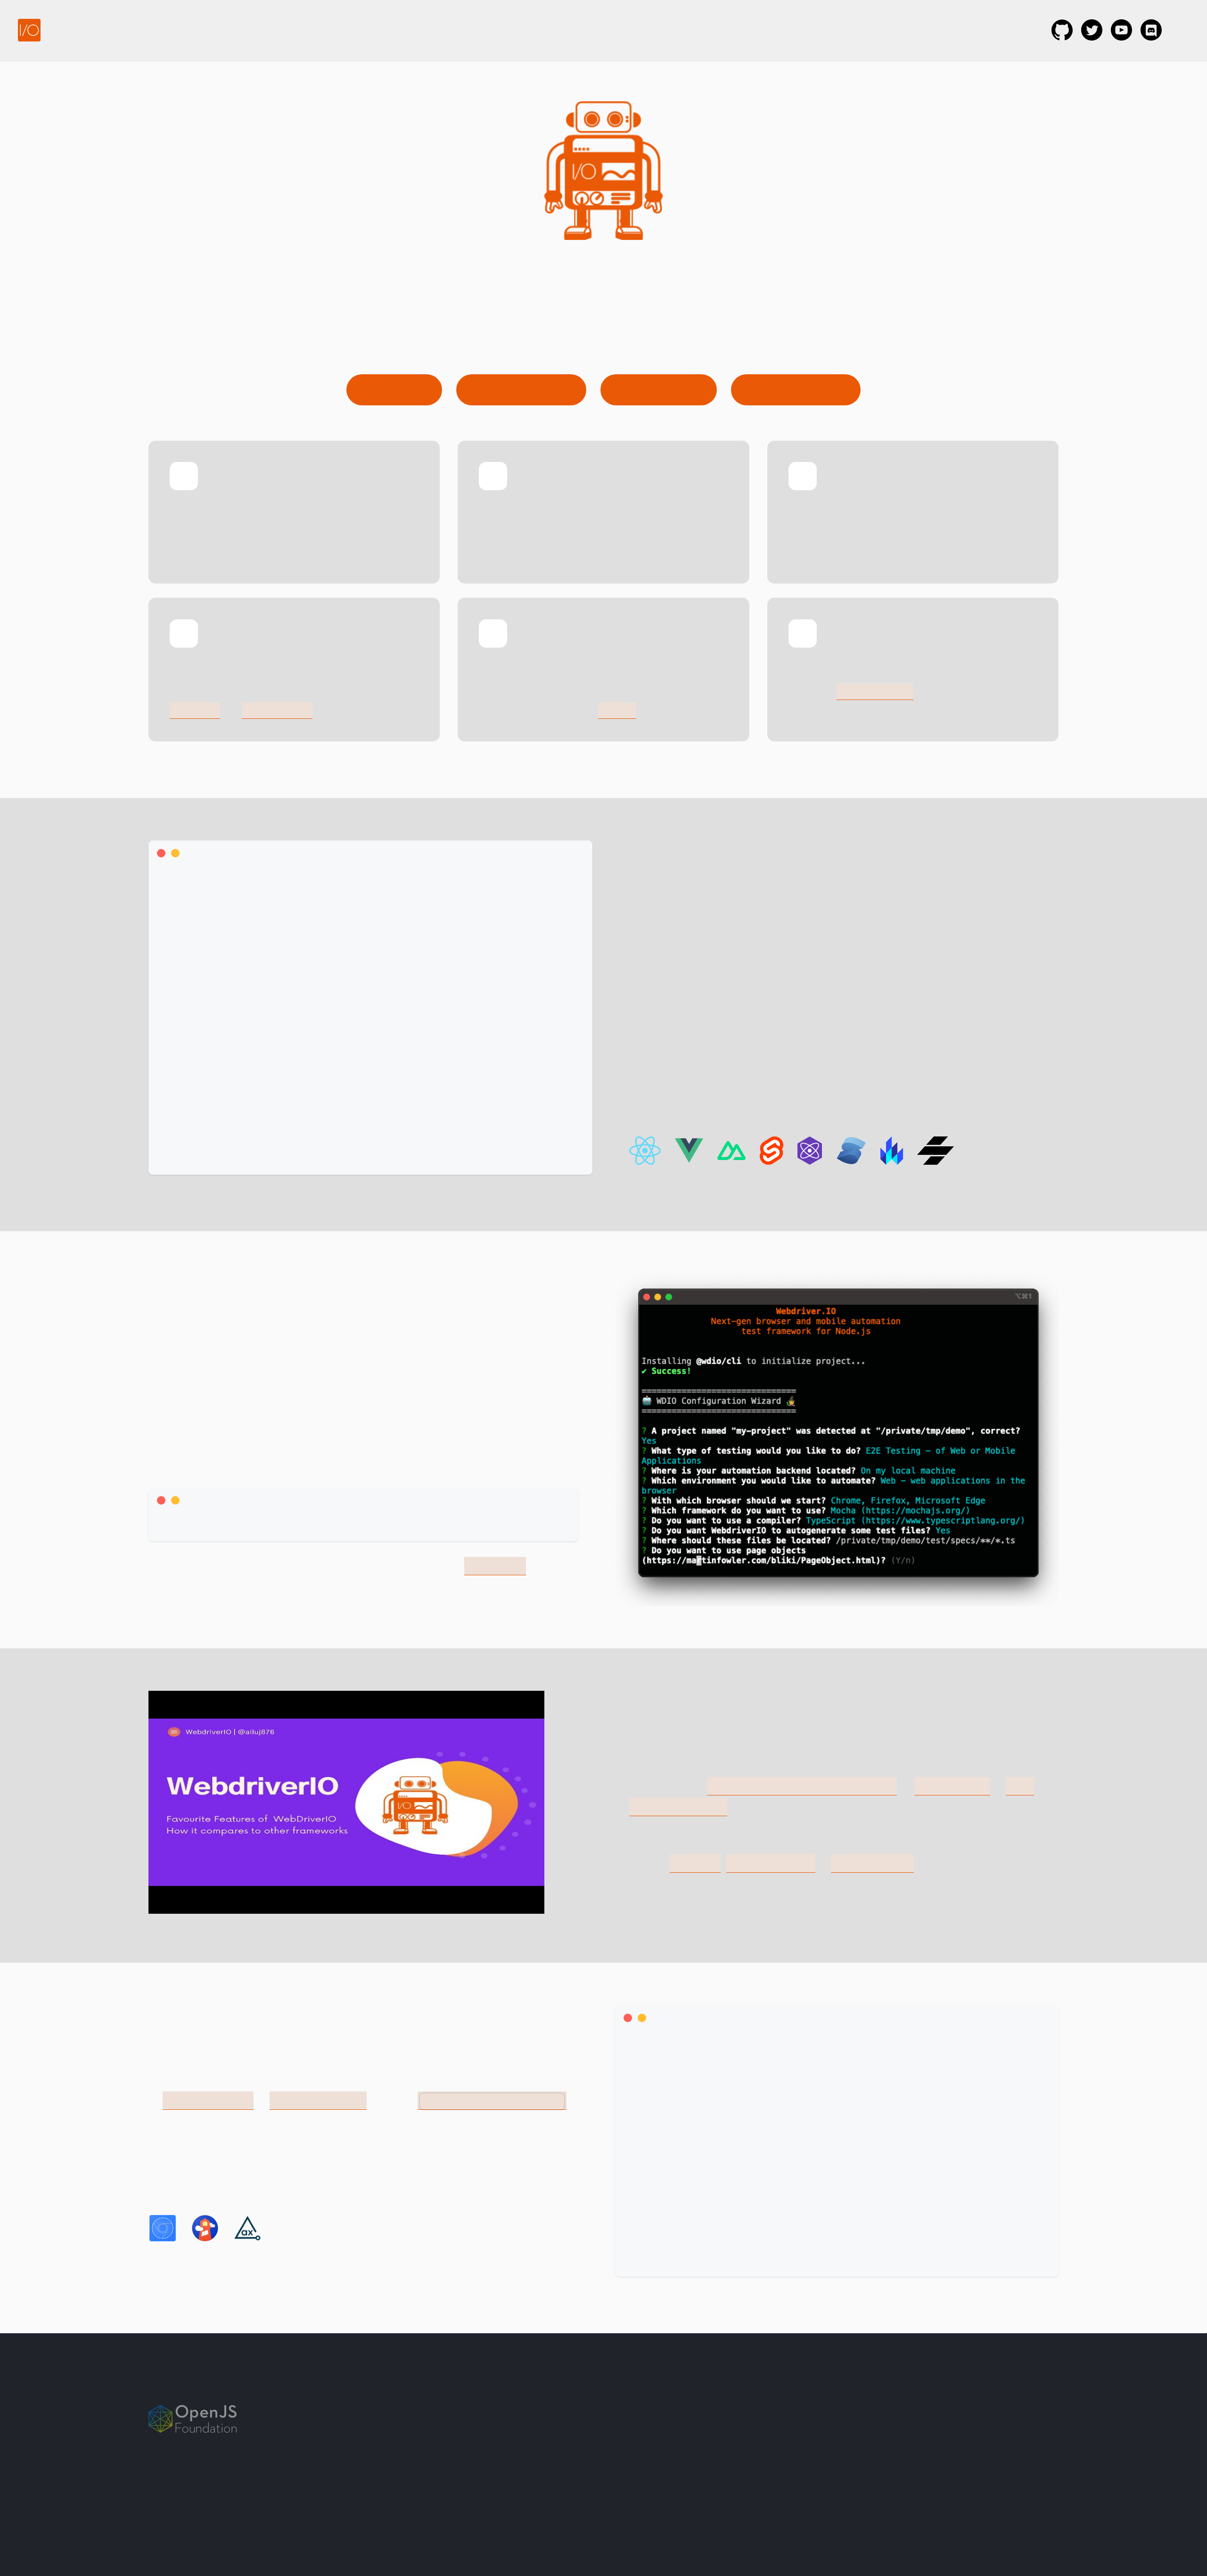 I/O
I/O
Webdriver.IO
Next-gen browser and mobile automation
test framework for Node.js
Installing @wdio/cli to initialize project...
✔ Success!
===============================
🤖 WDIO Configuration Wizard 🧙
===============================
? A project named "my-project" was detected at "/private/tmp/demo", correct?
Yes
? What type of testing would you like to do? E2E Testing - of Web or Mobile
Applications
? Where is your automation backend located? On my local machine
? Which environment you would like to automate? Web - web applications in the
browser
? With which browser should we start? Chrome, Firefox, Microsoft Edge
? Which framework do you want to use? Mocha (https://mochajs.org/)
? Do you want to use a compiler? TypeScript (https://www.typescriptlang.org/)
? Do you want WebdriverIO to autogenerate some test files? Yes
? Where should these files be located? /private/tmp/demo/test/specs/**/*.ts
? Do you want to use page objects
(https://martinfowler.com/bliki/PageObject.html)? (Y/n)
WebdriverIO | @ailuj876
WebdriverIO
Favourite Features of WebDriverIO
How it compares to other frameworks
I/O
ax
OpenJS
Foundation